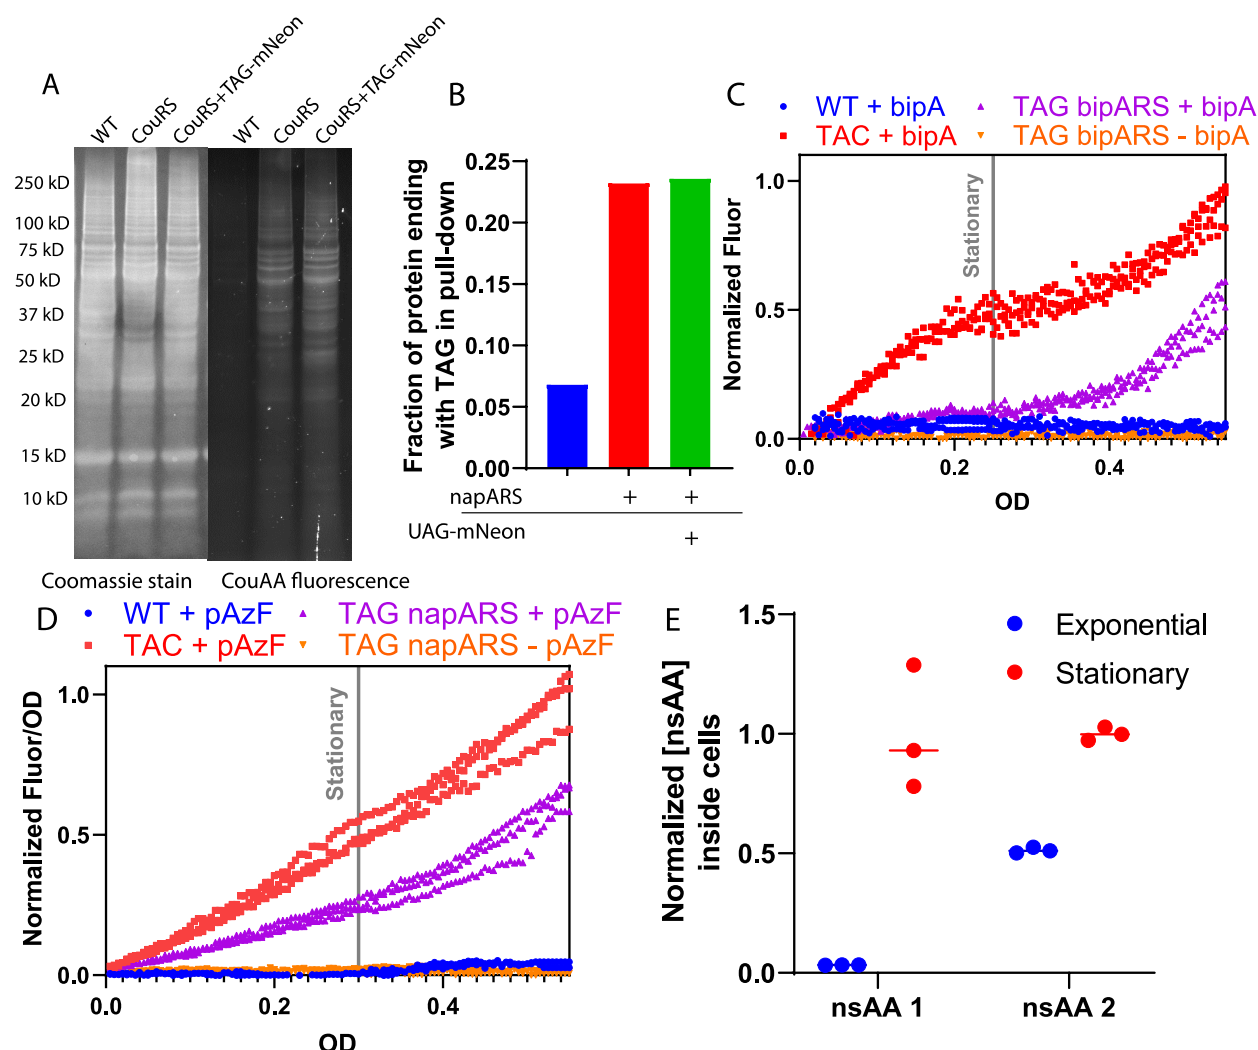 A
WT
CouRS
CouRS+TAG-mNeon
WT
CouRS
CouRS+TAG-mNeon
250 kD
100 kD
75 kD
50 kD
37 kD
25 kD
20 kD
15 kD
10 kD
Coomassie stain
CouAA fluorescence
B
Fraction of protein ending
with TAG in pull-down
0.25
0.20
0.15
0.10
0.05
0.00
napARS + +
UAG-mNeon +
C
WT + bipA
TAG bipARS + bipA
TAC + bipA
TAG bipARS - bipA
Normalized Fluor
1.0
0.5
0.0
Stationary
0.0 0.2 0.4
OD
D
WT + pAzF
TAG napARS + pAzF
TAC + pAzF
TAG napARS - pAzF
Normalized Fluor/OD
1.0
0.5
0.0
Stationary
0.0 0.2 0.4
OD
E
Exponential
Stationary
Normalized [nsAA]
inside cells
1.5
1.0
0.5
0.0
nsAA 1 nsAA 2